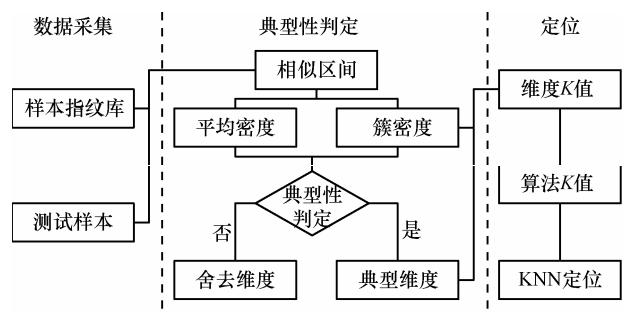 数据采集
典型性判定
定位
样本指纹库
测试样本
相似区间
平均密度
簇密度
典型性
判定
否
是
舍去维度
典型维度
维度K值
算法K值
KNN定位